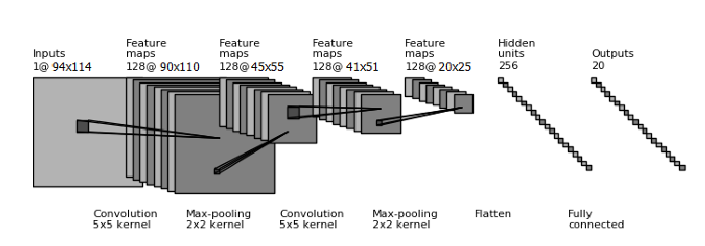 Inputs
1@ 94x114
Feature
maps
128@ 90x110
Feature
maps
128@ 45x55
Feature
maps
128@ 41x51
Feature
maps
128@ 20x25
Hidden
units
256
Outputs
20
Convolution
5x5 kernel
Max-pooling
2x2 kernel
Convolution
5x5 kernel
Max-pooling
2x2 kernel
Flatten
Fully
connected